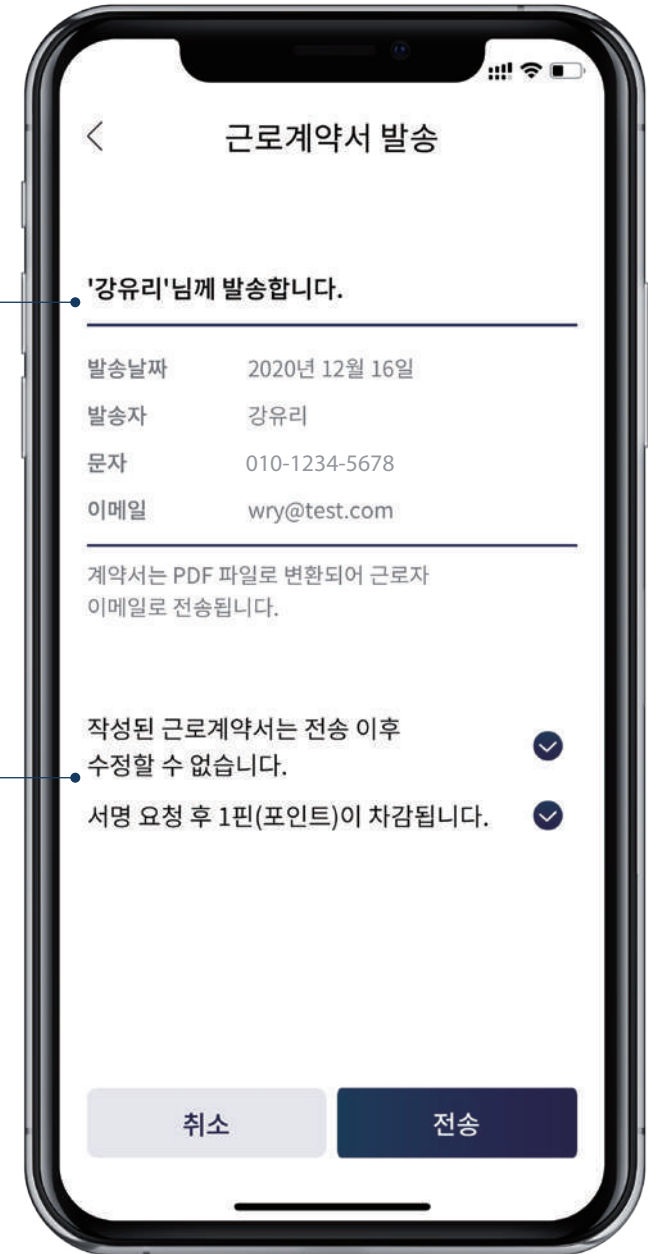 근로계약서 발송
'강유리'님께 발송합니다.
발송날짜 2020년 12월 16일
발송자 강유리
문자 010-1234-5678
이메일 wry@test.com
계약서는 PDF 파일로 변환되어 근로자
이메일로 전송됩니다.
작성된 근로계약서는 전송 이후
수정할 수 없습니다.
서명 요청 후 1핀(포인트)이 차감됩니다.
취소 전송